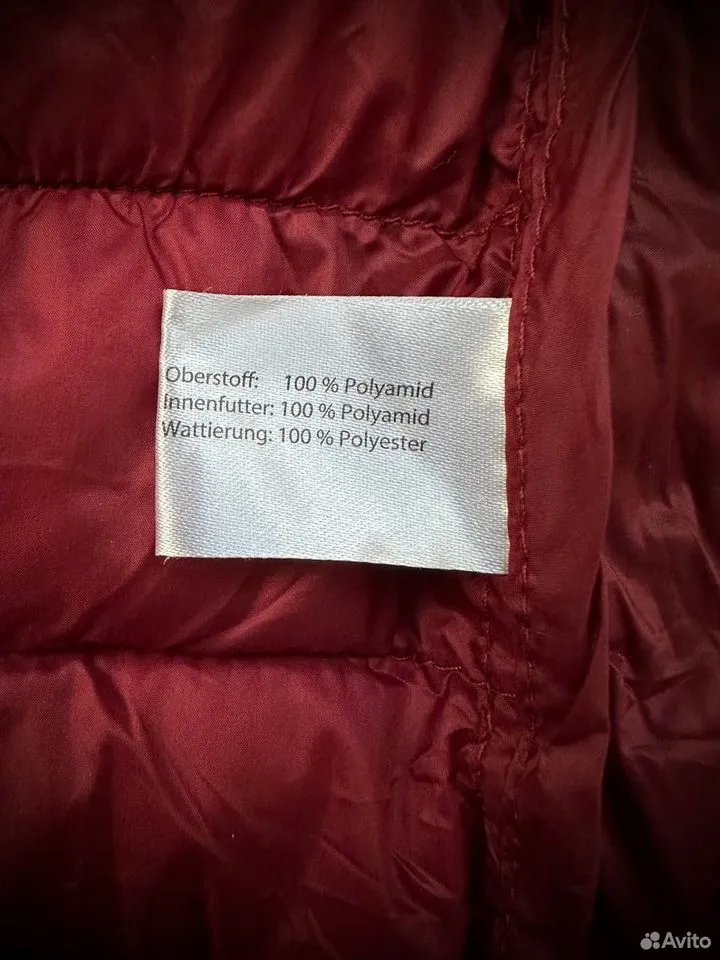 Oberstoff: 100 % Polyamid
Innenfutter: 100 % Polyamid
Wattierung: 100 % Polyester
Avito